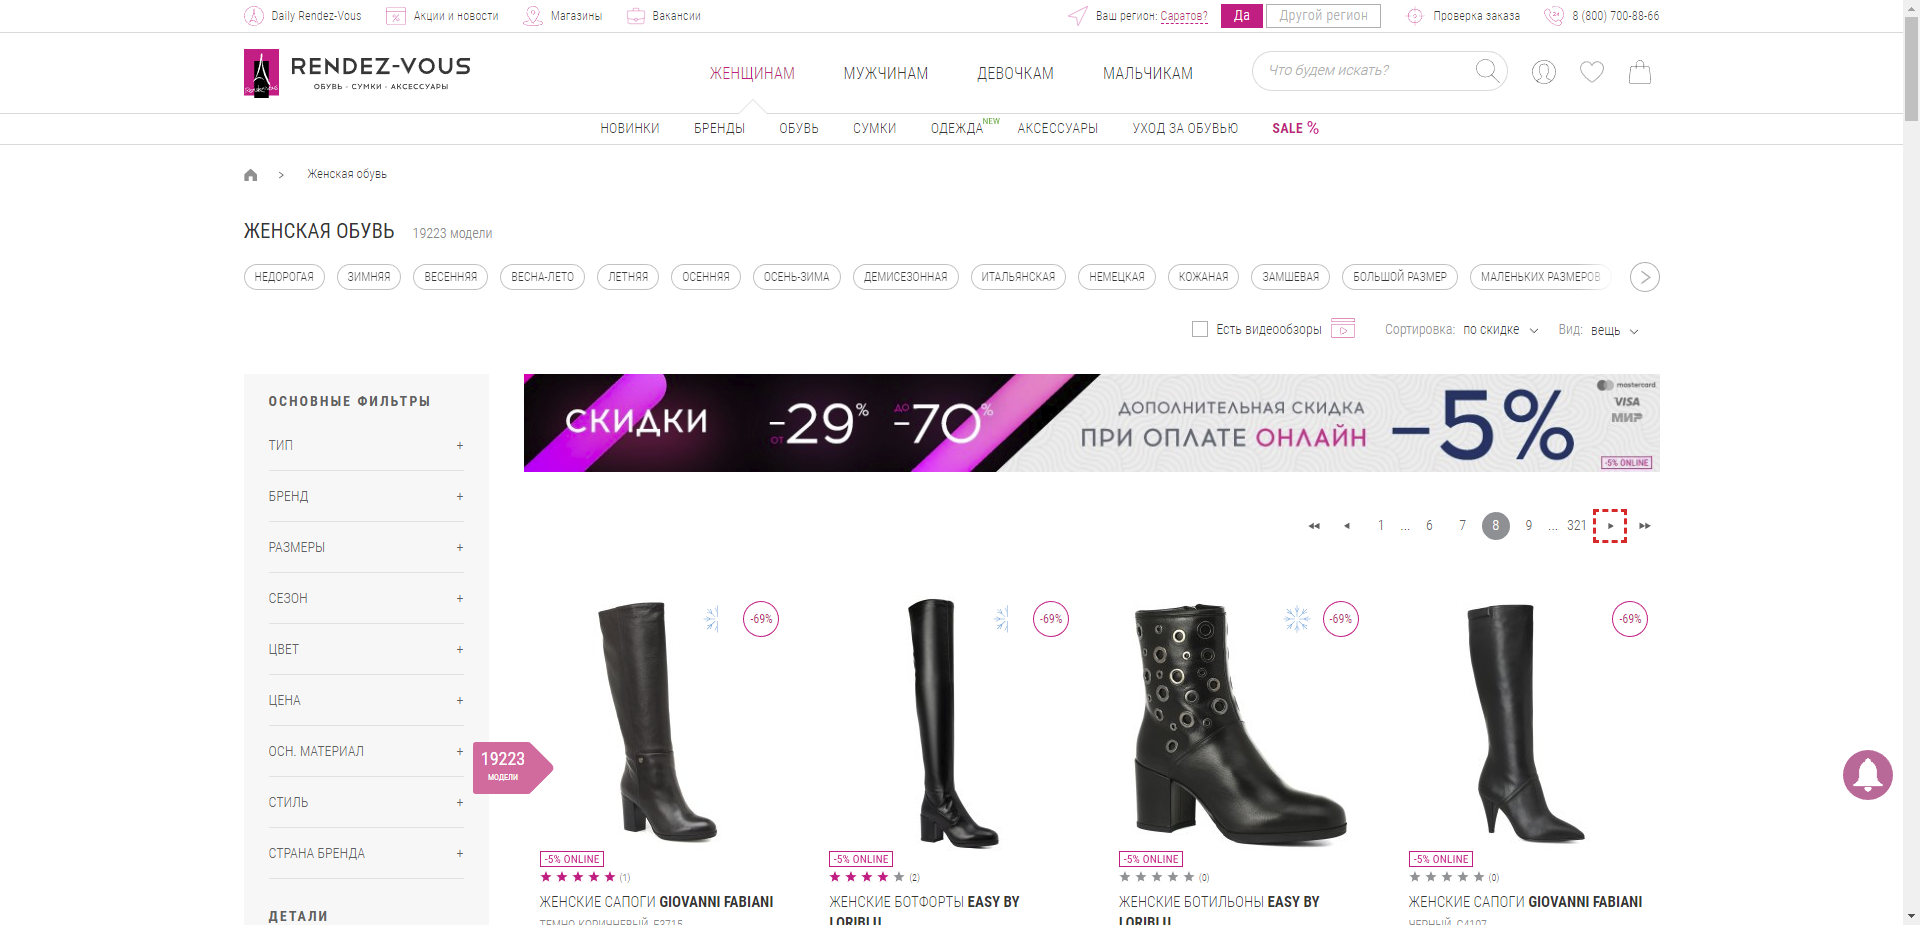 Daily Rendez-Vous
Акции и новости
Магазины
Вакансии
Ваш регион: Саратов?
Да
Другой регион
Проверка заказа
8 (800) 700-88-66
RENDEZ-VOUS
ОБУВЬ · СУМКИ · АКСЕССУАРЫ
ЖЕНЩИНАМ
МУЖЧИНАМ
ДЕВОЧКАМ
МАЛЬЧИКАМ
Что будем искать?
НОВИНКИ
БРЕНДЫ
ОБУВЬ
СУМКИ
ОДЕЖДА NEW
АКСЕССУАРЫ
УХОД ЗА ОБУВЬЮ
SALE %
> Женская обувь
ЖЕНСКАЯ ОБУВЬ 19223 модели
НЕДОРОГАЯ
ЗИМНЯЯ
ВЕСЕННЯЯ
ВЕСНА-ЛЕТО
ЛЕТНЯЯ
ОСЕННЯЯ
ОСЕНЬ-ЗИМА
ДЕМИСЕЗОННАЯ
ИТАЛЬЯНСКАЯ
НЕМЕЦКАЯ
КОЖАНАЯ
ЗАМШЕВАЯ
БОЛЬШОЙ РАЗМЕР
МАЛЕНЬКИХ РАЗМЕРОВ
Есть видеообзоры
Сортировка: по скидке
Вид: вещь
ОСНОВНЫЕ ФИЛЬТРЫ
ТИП +
БРЕНД +
РАЗМЕРЫ +
СЕЗОН +
ЦВЕТ +
ЦЕНА +
ОСН. МАТЕРИАЛ +
СТИЛЬ +
СТРАНА БРЕНДА +
ДЕТАЛИ
19223
МОДЕЛИ
СКИДКИ
ОТ -29% ДО -70%
ДОПОЛНИТЕЛЬНАЯ СКИДКА
ПРИ ОПЛАТЕ ОНЛАЙН
-5%
mastercard
VISA
МИР
-5% ONLINE
1 ... 6 7 8 9 ... 321
-69%
-5% ONLINE
(1)
ЖЕНСКИЕ САПОГИ GIOVANNI FABIANI
ТЕМНО-КОРИЧНЕВЫЙ, F3715
-69%
-5% ONLINE
(2)
ЖЕНСКИЕ БОТФОРТЫ EASY BY
LORIBLU
-69%
-5% ONLINE
(0)
ЖЕНСКИЕ БОТИЛЬОНЫ EASY BY
LORIBLU
-69%
-5% ONLINE
(0)
ЖЕНСКИЕ САПОГИ GIOVANNI FABIANI
ЧЕРНЫЙ, G4107